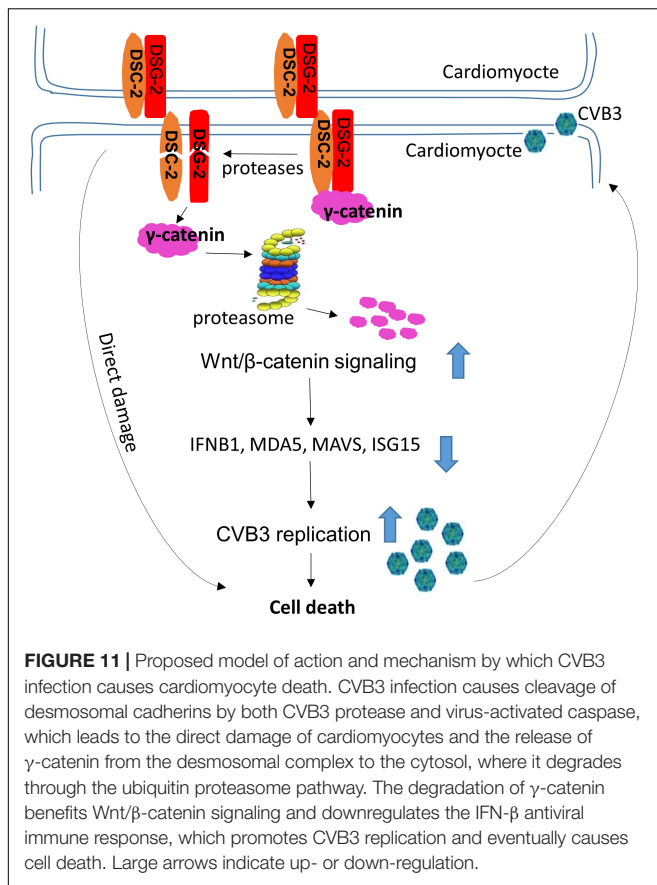 DSC-2
DSG-2
DSC-2
DSG-2
Cardiomyocte
CVB3
DSC-2
DSG-2
proteases
DSC-2
DSG-2
Cardiomyocte
γ-catenin
γ-catenin
proteasome
Direct damage
Wnt/β-catenin signaling
IFNB1, MDA5, MAVS, ISG15
CVB3 replication
Cell death
FIGURE 11 | Proposed model of action and mechanism by which CVB3
infection causes cardiomyocyte death. CVB3 infection causes cleavage of
desmosomal cadherins by both CVB3 protease and virus-activated caspase,
which leads to the direct damage of cardiomyocytes and the release of
γ-catenin from the desmosomal complex to the cytosol, where it degrades
through the ubiquitin proteasome pathway. The degradation of γ-catenin
benefits Wnt/β-catenin signaling and downregulates the IFN-β antiviral
immune response, which promotes CVB3 replication and eventually causes
cell death. Large arrows indicate up- or down-regulation.